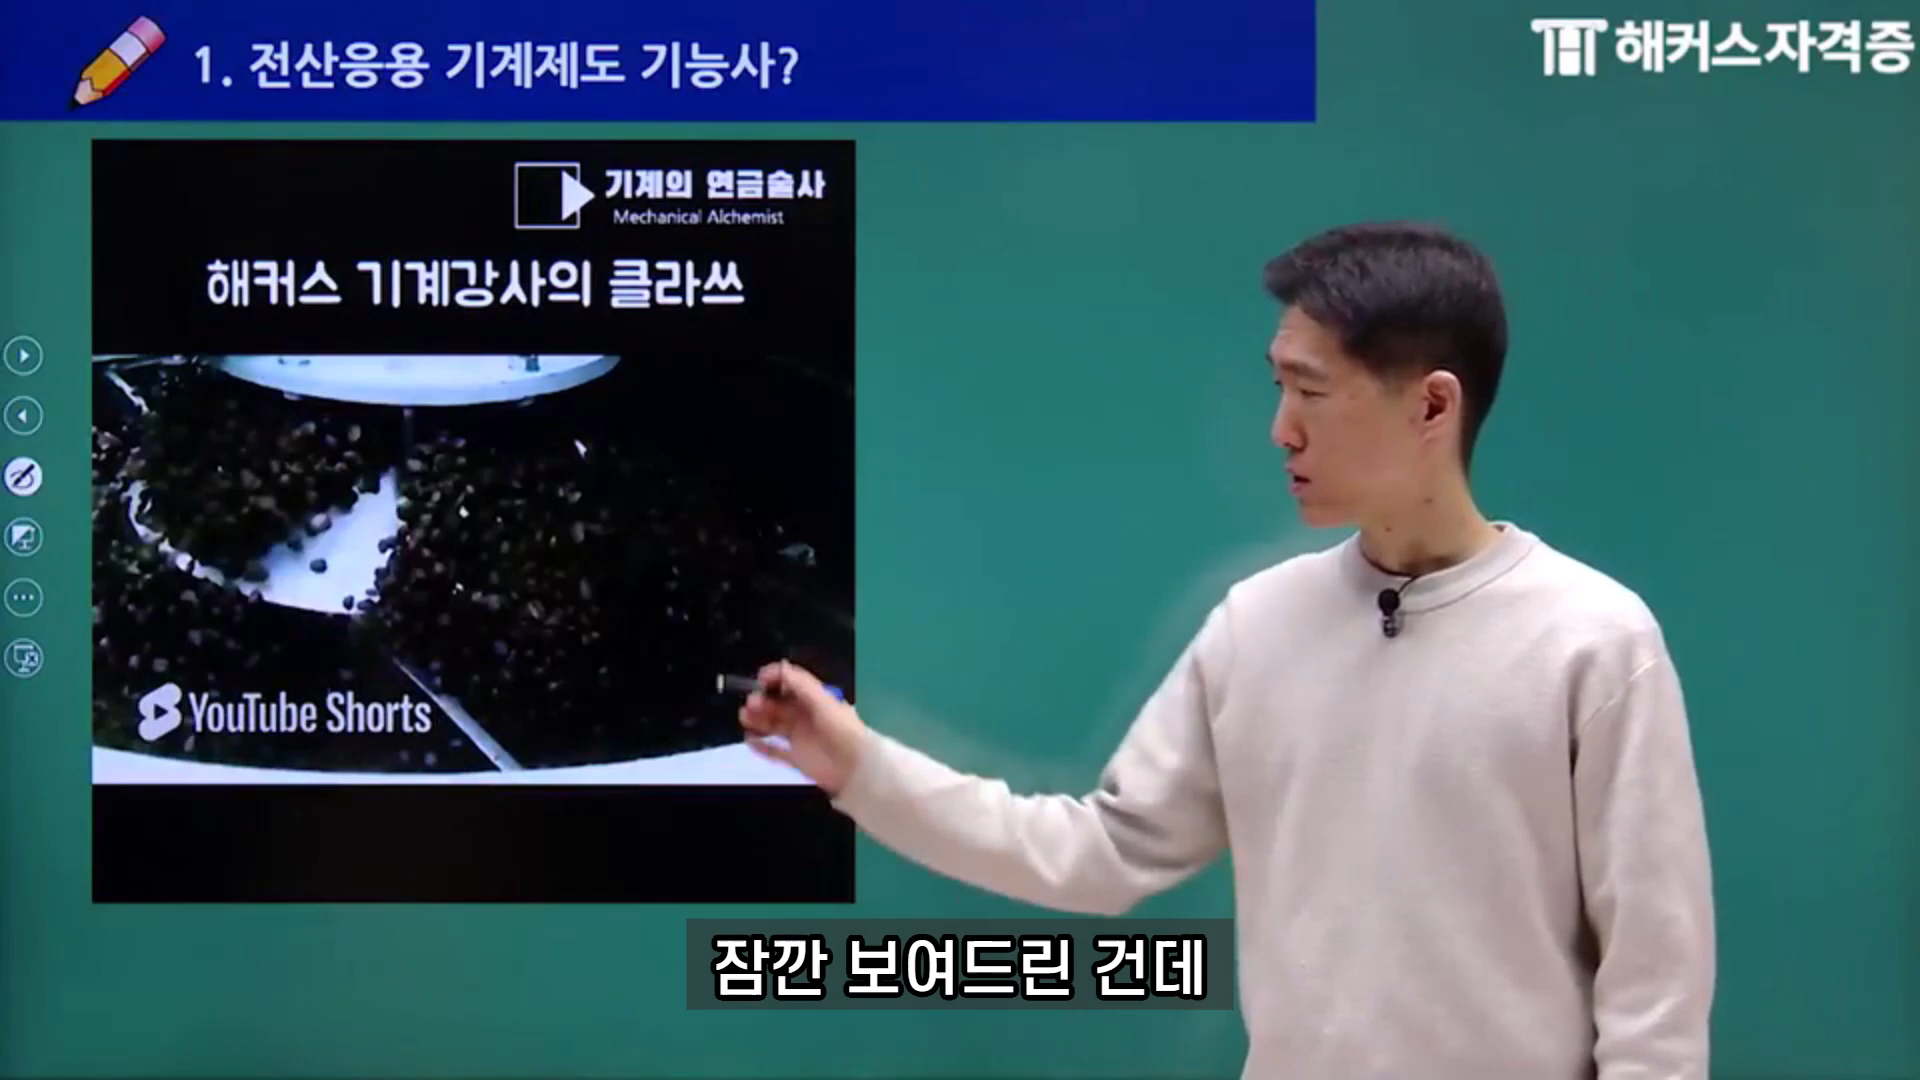 1. 전산응용 기계제도 기능사?
해커스자격증
기계의 연금술사
Mechanical Alchemist
해커스 기계강사의 클라쓰
YouTube Shorts
잠깐 보여드린 건데